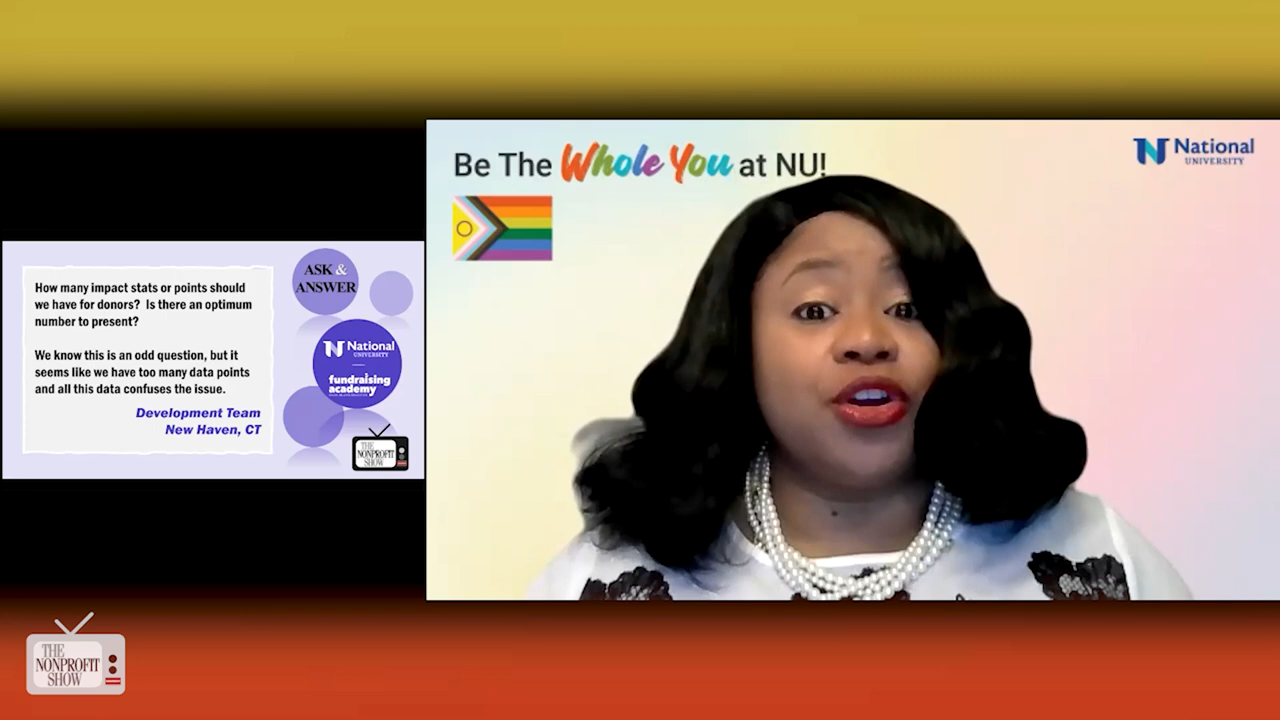 Be The Whole You at NU!
National
UNIVERSITY
How many impact stats or points should
we have for donors? Is there an optimum
number to present?
We know this is an odd question, but it
seems like we have too many data points
and all this data confuses the issue.
Development Team
New Haven, CT
ASK &
ANSWER
National
UNIVERSITY
fundraising
academy
THE
NONPROFIT
SHOW
THE
NONPROFIT
SHOW